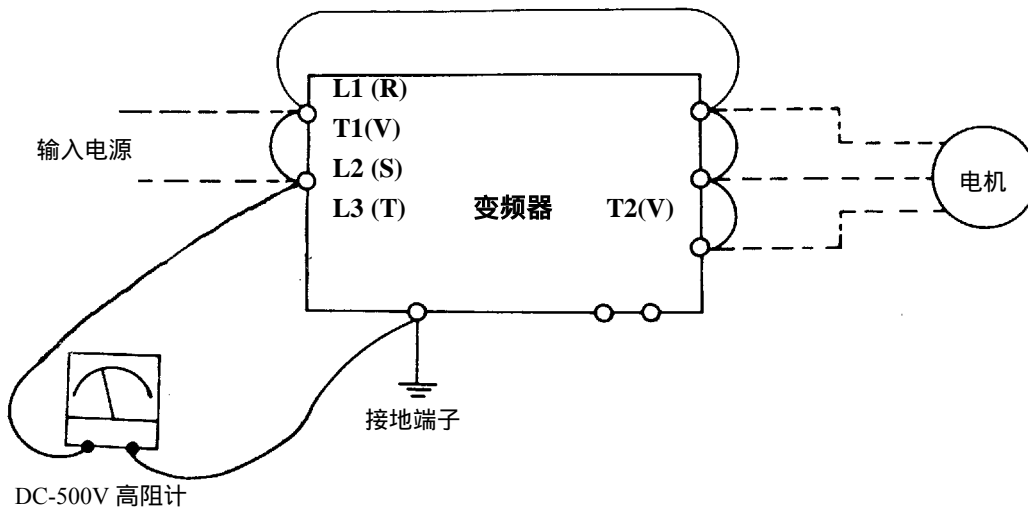 L1 (R)
T1(V)
输入电源
L2 (S)
L3 (T)
变频器
T2(V)
电机
接地端子
DC-500V 高阻计